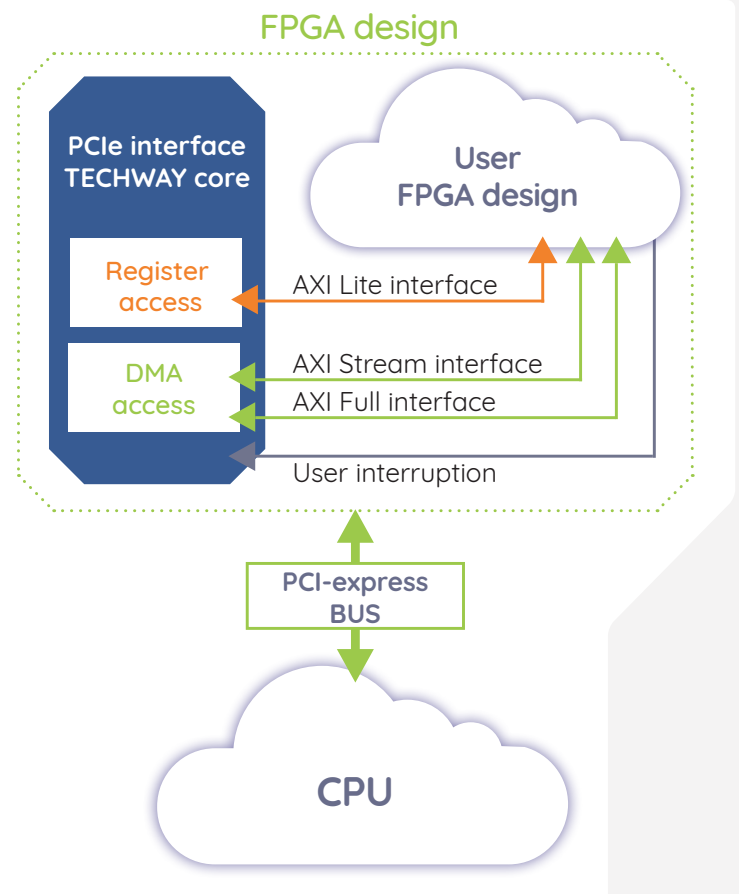 FPGA design
PCIe interface
TECHWAY core
User
FPGA design
Register
access
AXI Lite interface
DMA
access
AXI Stream interface
AXI Full interface
User interruption
PCI-express
BUS
CPU